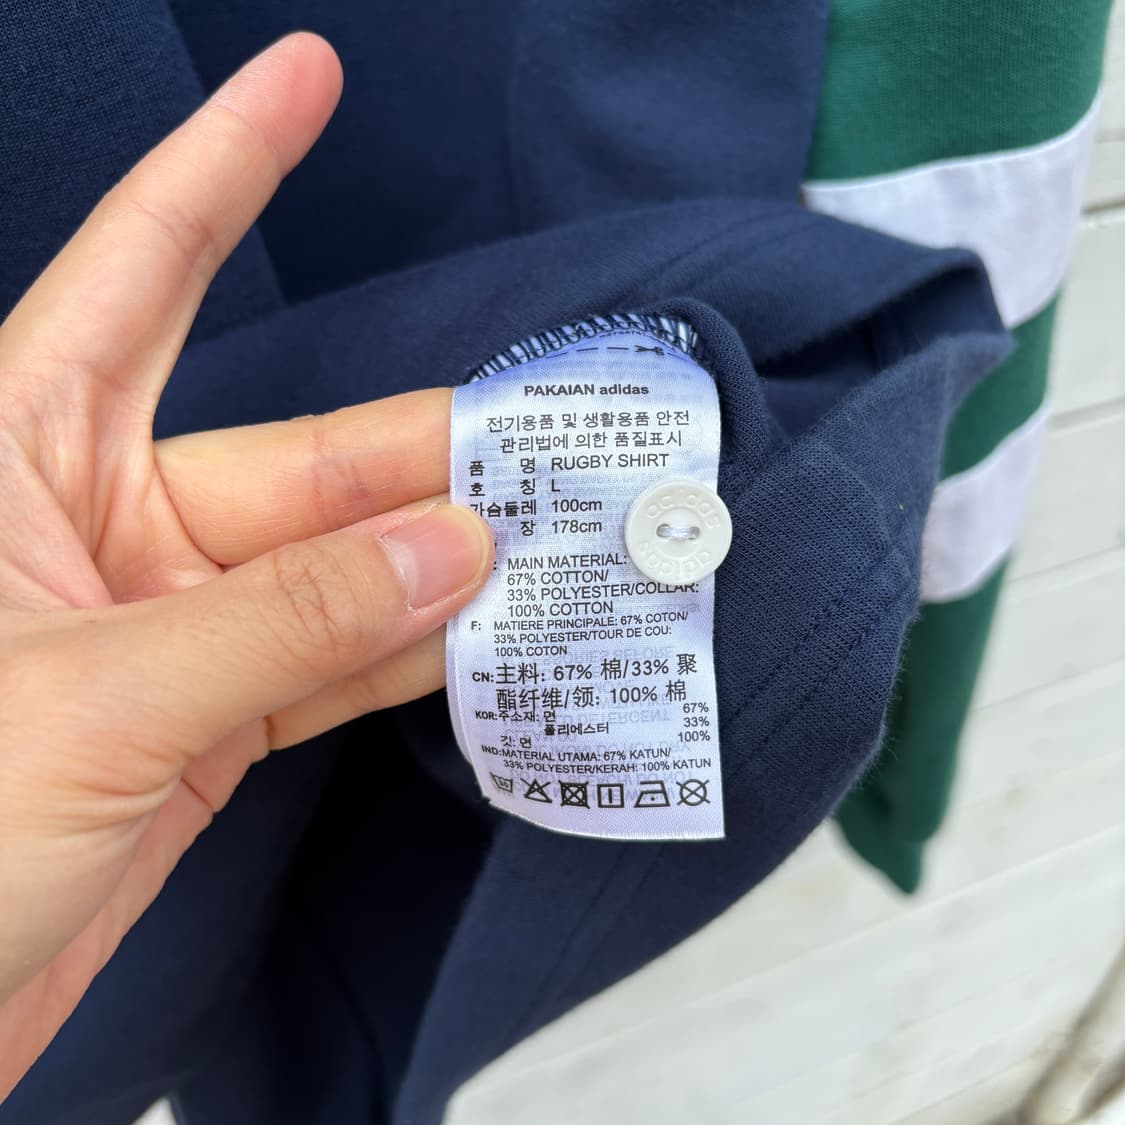 PAKAIAN adidas
전기용품 및 생활용품 안전
관리법에 의한 품질표시
품 명 RUGBY SHIRT
호 칭 L
가슴둘레 100cm
장 178cm
MAIN MATERIAL:
67% COTTON/
33% POLYESTER/COLLAR:
100% COTTON
F: MATIERE PRINCIPALE: 67% COTON/
33% POLYESTER/TOUR DE COU:
100% COTON
CN: 主料: 67% 棉/33% 聚
酯纤维/领: 100% 棉
KOR: 주소재: 면 67%
폴리에스터 33%
깃: 면 100%
IND: MATERIAL UTAMA: 67% KATUN/
33% POLYESTER/KERAH: 100% KATUN
adidas
adidas